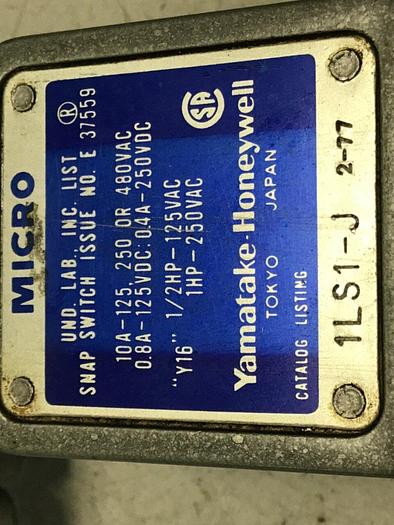 MICRO
UND. LAB. INC. LIST ®
SNAP SWITCH ISSUE NO. E 37559
10A-125, 250 OR 480VAC
0.8A-125VDC: 0.4A-250VDC
"Y16" 1/2HP-125VAC
1HP-250VAC
SA
Yamatake-Honeywell
TOKYO JAPAN
CATALOG LISTING
1LS1-J 2-77